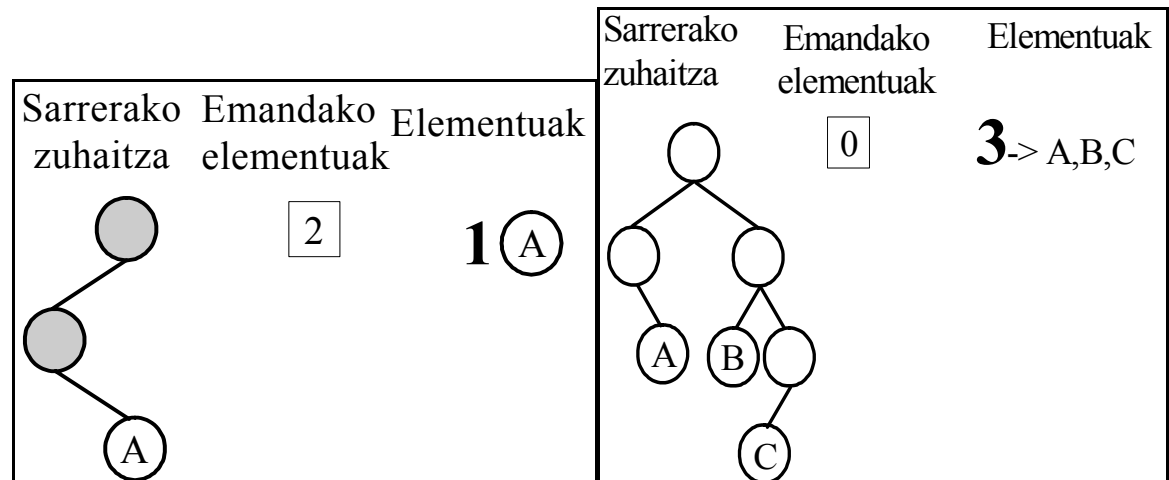 Sarrerako
zuhaitza
Emandako
elementuak
Elementuak
2
1 A
A
Sarrerako
zuhaitza
Emandako
elementuak
Elementuak
0
3-> A,B,C
A
B
C